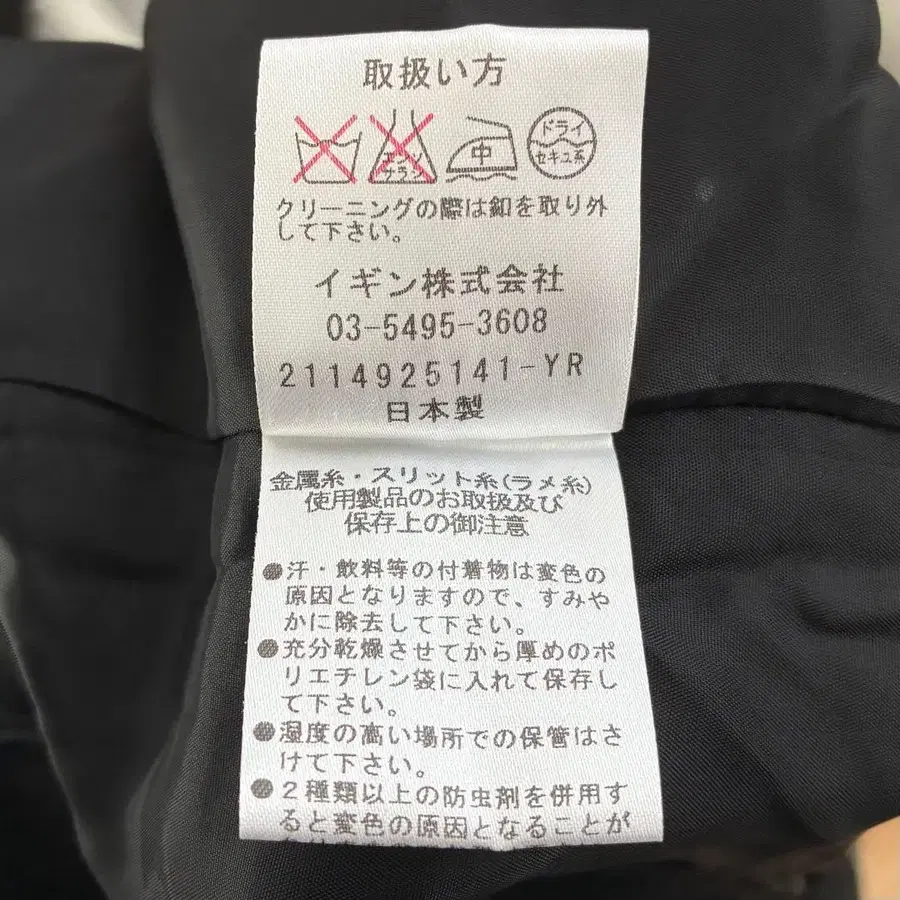 取扱い方
エンソ
サラシ
中
ドライ
セキユ系
クリーニングの際は釦を取り外
して下さい。
イギン株式会社
03-5495-3608
2114925141-YR
日本製
金属糸・スリット糸(ラメ糸)
使用製品のお取扱及び
保存上の御注意
●汗・飲料等の付着物は変色の
原因となりますので、すみや
かに除去して下さい。
●充分乾燥させてから厚めのポ
リエチレン袋に入れて保存し
て下さい。
●湿度の高い場所での保管はさ
けて下さい。
●2種類以上の防虫剤を併用す
ると変色の原因となることが